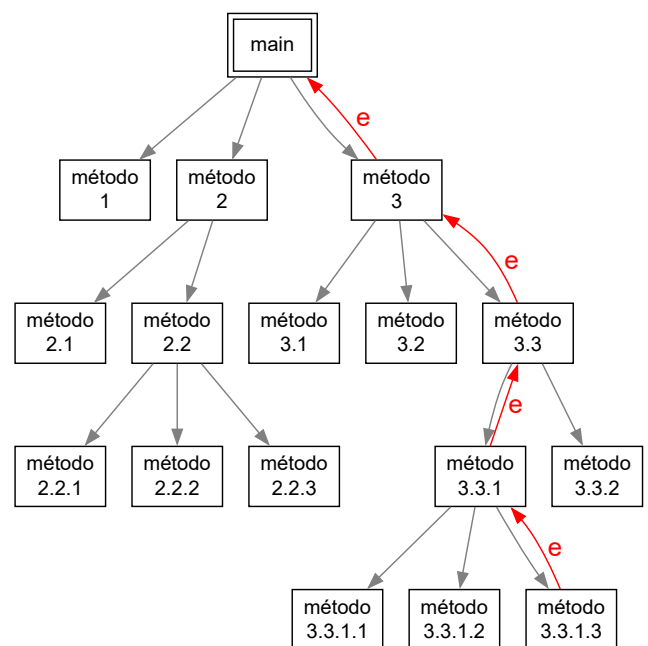 main
e
método
1
método
2
método
3
e
método
2.1
método
2.2
método
3.1
método
3.2
método
3.3
e
método
2.2.1
método
2.2.2
método
2.2.3
método
3.3.1
método
3.3.2
e
método
3.3.1.1
método
3.3.1.2
método
3.3.1.3